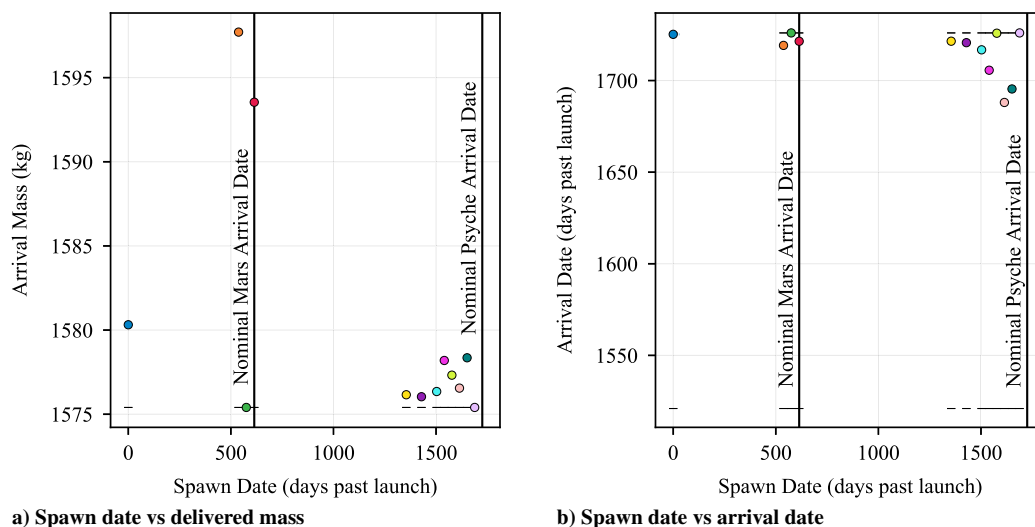 1595
1590
1585
1580
1575
Arrival Mass (kg)
Nominal Mars Arrival Date
Nominal Psyche Arrival Date
0
500
1000
1500
Spawn Date (days past launch)
a) Spawn date vs delivered mass
1700
1650
1600
1550
Arrival Date (days past launch)
Nominal Mars Arrival Date
Nominal Psyche Arrival Date
0
500
1000
1500
Spawn Date (days past launch)
b) Spawn date vs arrival date